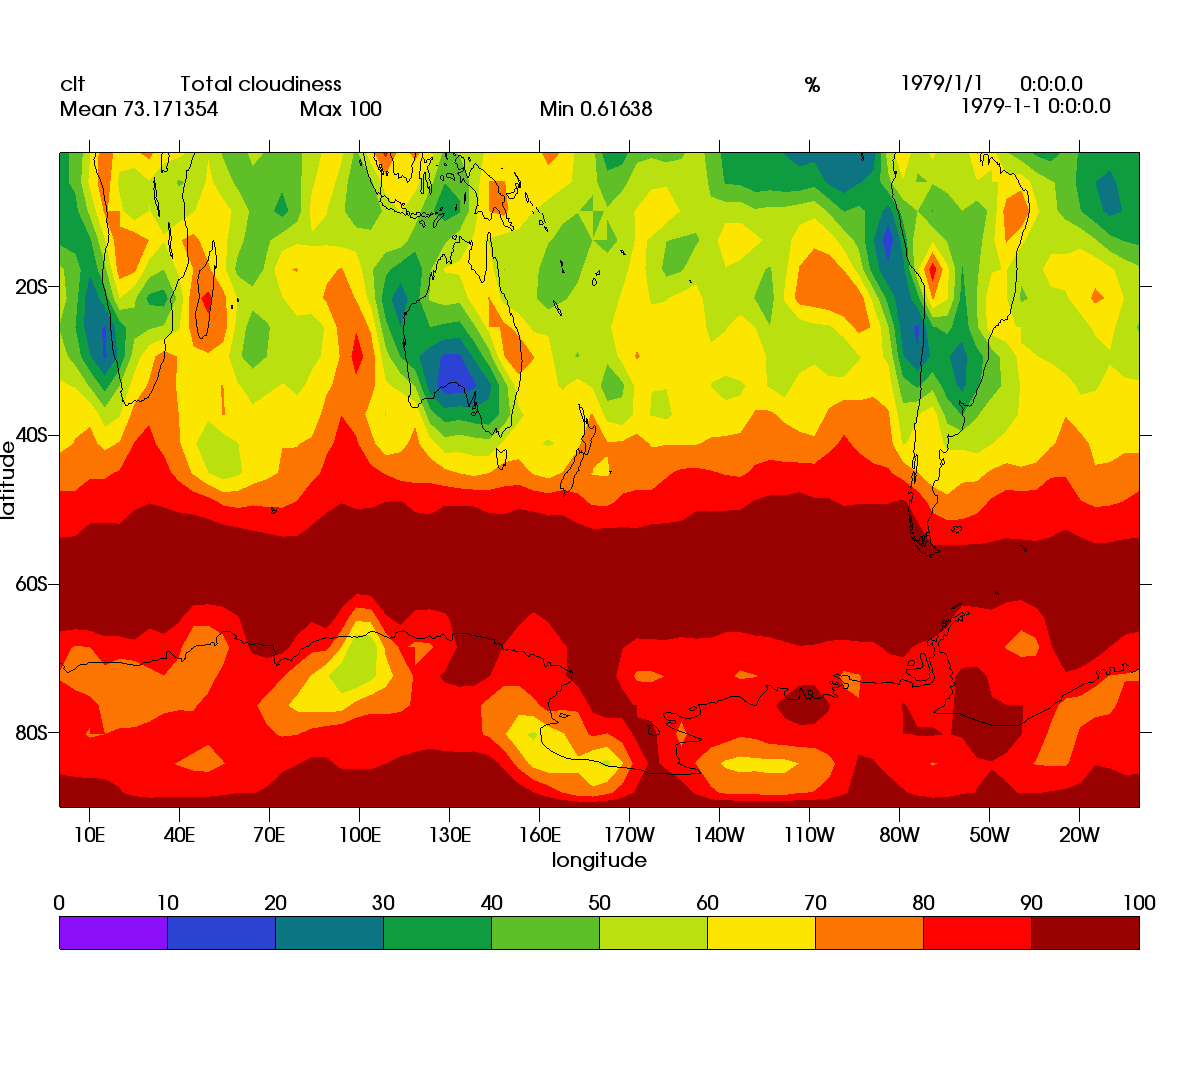 clt Total cloudiness % 1979/1/1 0:0:0.0
Mean 73.171354 Max 100 Min 0.61638 1979-1-1 0:0:0.0
20S
40S
60S
80S
latitude
10E 40E 70E 100E 130E 160E 170W 140W 110W 80W 50W 20W
longitude
0 10 20 30 40 50 60 70 80 90 100